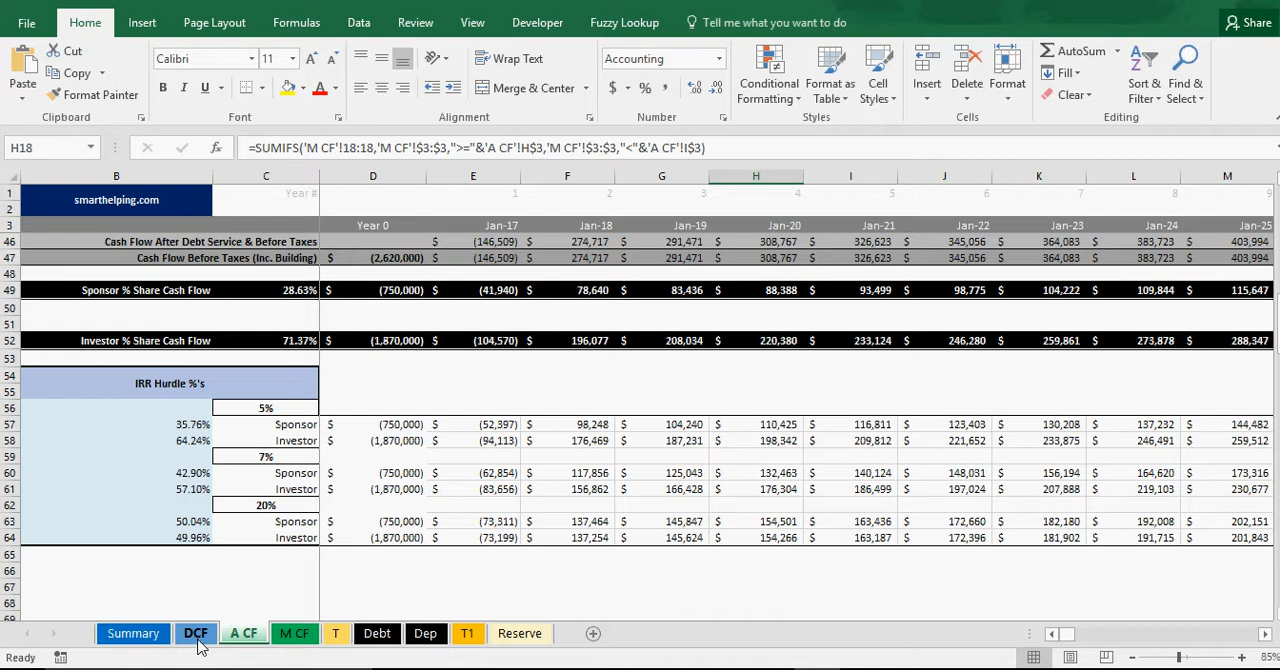 File Home Insert Page Layout Formulas Data Review View Developer Fuzzy Lookup Tell me what you want to do Share
Paste Cut Copy Format Painter Clipboard
Calibri 11 A A B I U A Font
Wrap Text Merge & Center Alignment
Accounting $ % , Number
Conditional Formatting Format as Table Cell Styles Styles
Insert Delete Format Cells
AutoSum Fill Clear Sort & Filter Find & Select Editing
H18 fx =SUMIFS('M CF'!18:18,'M CF'!$3:$3,">="&'A CF'!H$3,'M CF'!$3:$3,"<"&'A CF'!I$3)
B C D E F G H I J K L M
1 smarthelping.com Year # 1 2 3 4 5 6 7 8 9
2
3 Year 0 Jan-17 Jan-18 Jan-19 Jan-20 Jan-21 Jan-22 Jan-23 Jan-24 Jan-25
46 Cash Flow After Debt Service & Before Taxes $ (146,509) $ 274,717 $ 291,471 $ 308,767 $ 326,623 $ 345,056 $ 364,083 $ 383,723 $ 403,994
47 Cash Flow Before Taxes (Inc. Building) $ (2,620,000) $ (146,509) $ 274,717 $ 291,471 $ 308,767 $ 326,623 $ 345,056 $ 364,083 $ 383,723 $ 403,994
48
49 Sponsor % Share Cash Flow 28.63% $ (750,000) $ (41,940) $ 78,640 $ 83,436 $ 88,388 $ 93,499 $ 98,775 $ 104,222 $ 109,844 $ 115,647
50
51
52 Investor % Share Cash Flow 71.37% $ (1,870,000) $ (104,570) $ 196,077 $ 208,034 $ 220,380 $ 233,124 $ 246,280 $ 259,861 $ 273,878 $ 288,347
53
54 IRR Hurdle %'s
55
56 5%
57 35.76% Sponsor $ (750,000) $ (52,397) $ 98,248 $ 104,240 $ 110,425 $ 116,811 $ 123,403 $ 130,208 $ 137,232 $ 144,482
58 64.24% Investor $ (1,870,000) $ (94,113) $ 176,469 $ 187,231 $ 198,342 $ 209,812 $ 221,652 $ 233,875 $ 246,491 $ 259,512
59 7%
60 42.90% Sponsor $ (750,000) $ (62,854) $ 117,856 $ 125,043 $ 132,463 $ 140,124 $ 148,031 $ 156,194 $ 164,620 $ 173,316
61 57.10% Investor $ (1,870,000) $ (83,656) $ 156,862 $ 166,428 $ 176,304 $ 186,499 $ 197,024 $ 207,888 $ 219,103 $ 230,677
62 20%
63 50.04% Sponsor $ (750,000) $ (73,311) $ 137,464 $ 145,847 $ 154,501 $ 163,436 $ 172,660 $ 182,180 $ 192,008 $ 202,151
64 49.96% Investor $ (1,870,000) $ (73,199) $ 137,254 $ 145,624 $ 154,266 $ 163,187 $ 172,396 $ 181,902 $ 191,715 $ 201,843
65
66
67
68
69
Summary DCF A CF M CF T Debt Dep T1 Reserve
Ready 85%